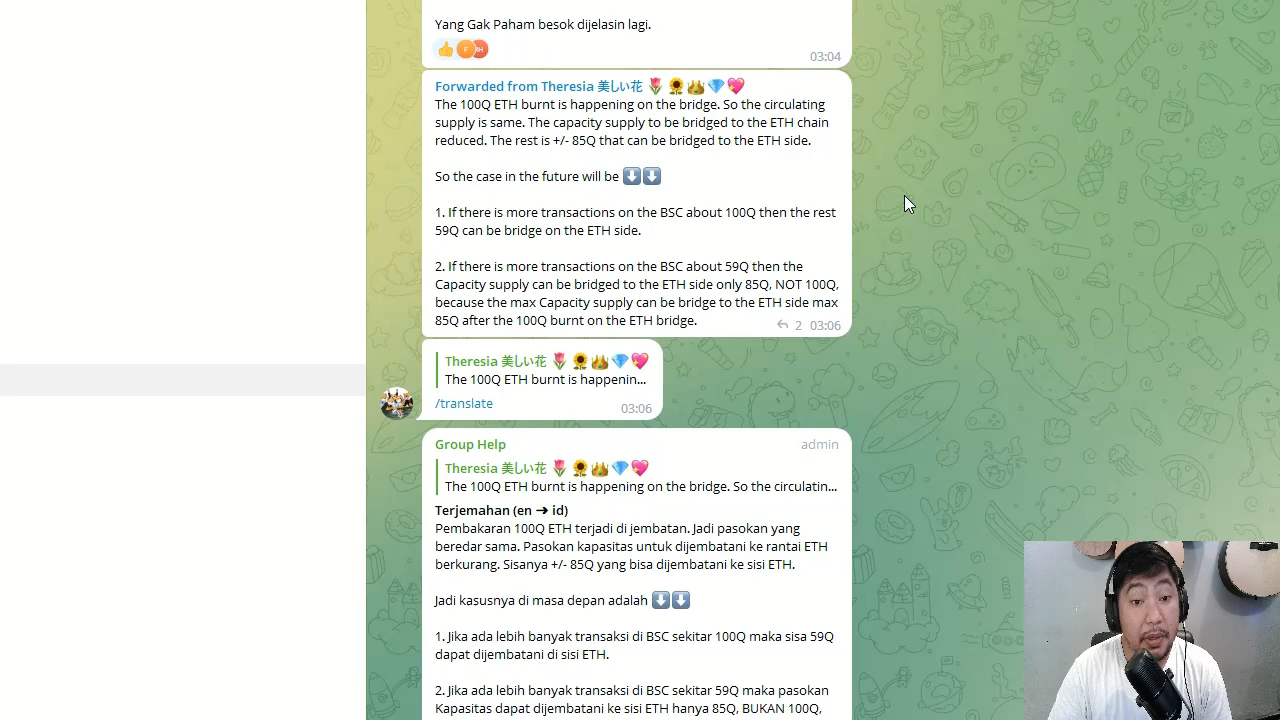 Yang Gak Paham besok dijelasin lagi.
03:04
Forwarded from Theresia 美しい花 🌷 🌻👑💎💖
The 100Q ETH burnt is happening on the bridge. So the circulating
supply is same. The capacity supply to be bridged to the ETH chain
reduced. The rest is +/- 85Q that can be bridged to the ETH side.
So the case in the future will be ⬇️⬇️
1. If there is more transactions on the BSC about 100Q then the rest
59Q can be bridge on the ETH side.
2. If there is more transactions on the BSC about 59Q then the
Capacity supply can be bridged to the ETH side only 85Q, NOT 100Q,
because the max Capacity supply can be bridge to the ETH side max
85Q after the 100Q burnt on the ETH bridge.
2 03:06
Theresia 美しい花 🌷 🌻👑💎💖
The 100Q ETH burnt is happenin...
/translate
03:06
Group Help admin
Theresia 美しい花 🌷 🌻👑💎💖
The 100Q ETH burnt is happening on the bridge. So the circulatin...
Terjemahan (en ➜ id)
Pembakaran 100Q ETH terjadi di jembatan. Jadi pasokan yang
beredar sama. Pasokan kapasitas untuk dijembatani ke rantai ETH
berkurang. Sisanya +/- 85Q yang bisa dijembatani ke sisi ETH.
Jadi kasusnya di masa depan adalah ⬇️⬇️
1. Jika ada lebih banyak transaksi di BSC sekitar 100Q maka sisa 59Q
dapat dijembatani di sisi ETH.
2. Jika ada lebih banyak transaksi di BSC sekitar 59Q maka pasokan
Kapasitas dapat dijembatani ke sisi ETH hanya 85Q, BUKAN 100Q,